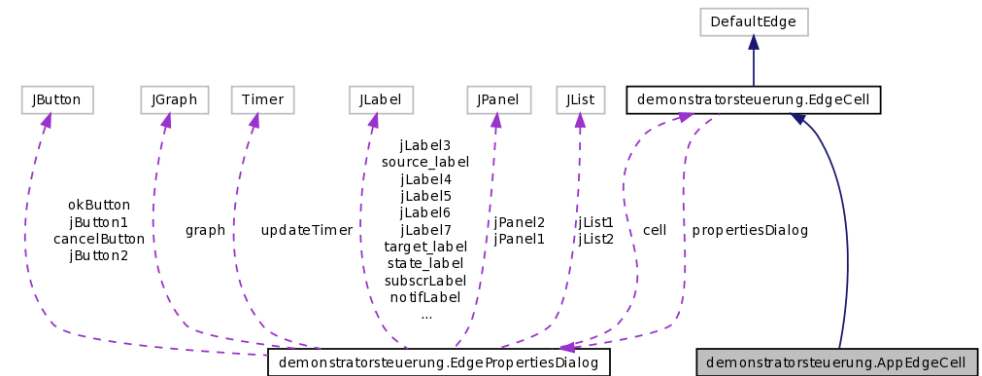 DefaultEdge
JButton
JGraph
Timer
JLabel
JPanel
JList
demonstratorsteuerung.EdgeCell
okButton
jButton1
cancelButton
jButton2
graph
updateTimer
jLabel3
source_label
jLabel4
jLabel5
jLabel6
jLabel7
target_label
state_label
subscrLabel
notifLabel
...
jPanel2
jPanel1
jList1
jList2
cell
propertiesDialog
demonstratorsteuerung.EdgePropertiesDialog
demonstratorsteuerung.AppEdgeCell